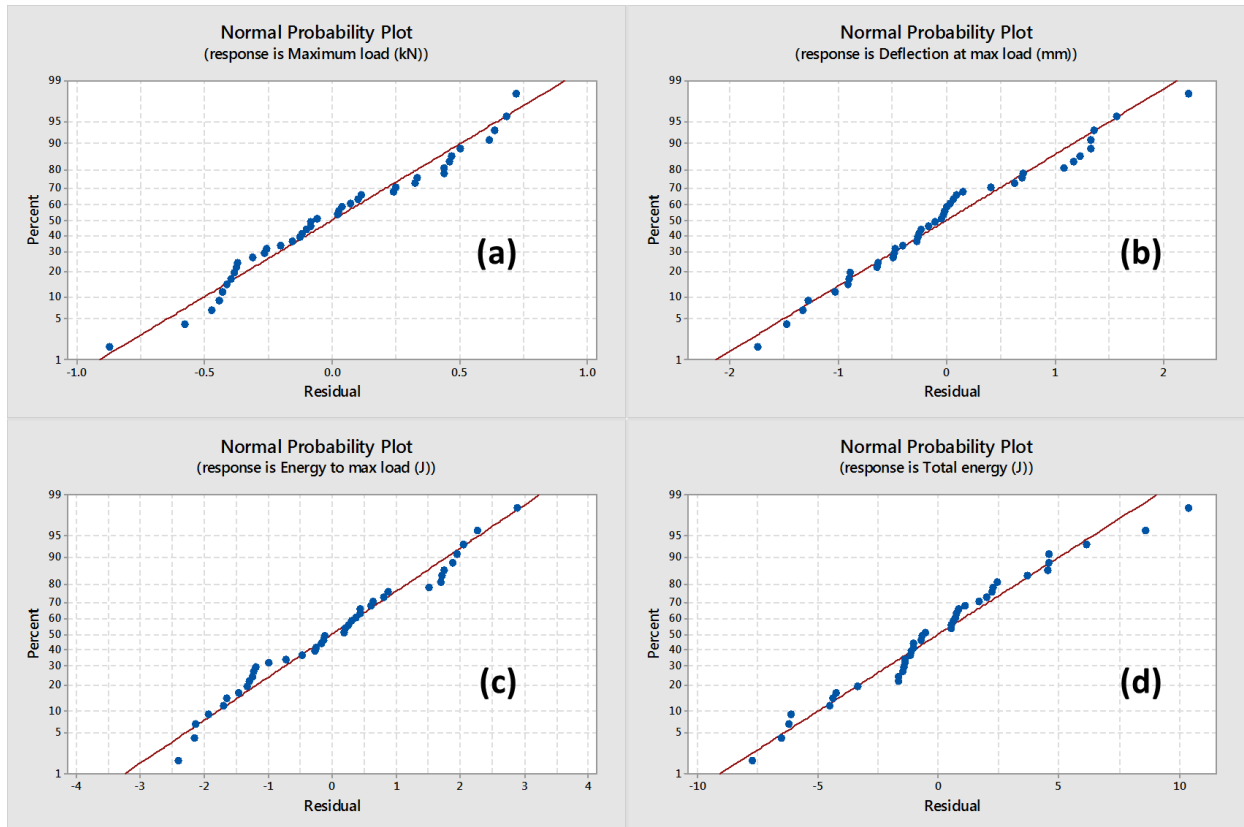 Normal Probability Plot
(response is Maximum load (kN))
99
95
90
80
70
60
50
40
30
20
10
5
1
Percent
-1.0 -0.5 0.0 0.5 1.0
Residual
(a)
Normal Probability Plot
(response is Deflection at max load (mm))
99
95
90
80
70
60
50
40
30
20
10
5
1
Percent
-2 -1 0 1 2
Residual
(b)
Normal Probability Plot
(response is Energy to max load (J))
99
95
90
80
70
60
50
40
30
20
10
5
1
Percent
-4 -3 -2 -1 0 1 2 3 4
Residual
(c)
Normal Probability Plot
(response is Total energy (J))
99
95
90
80
70
60
50
40
30
20
10
5
1
Percent
-10 -5 0 5 10
Residual
(d)